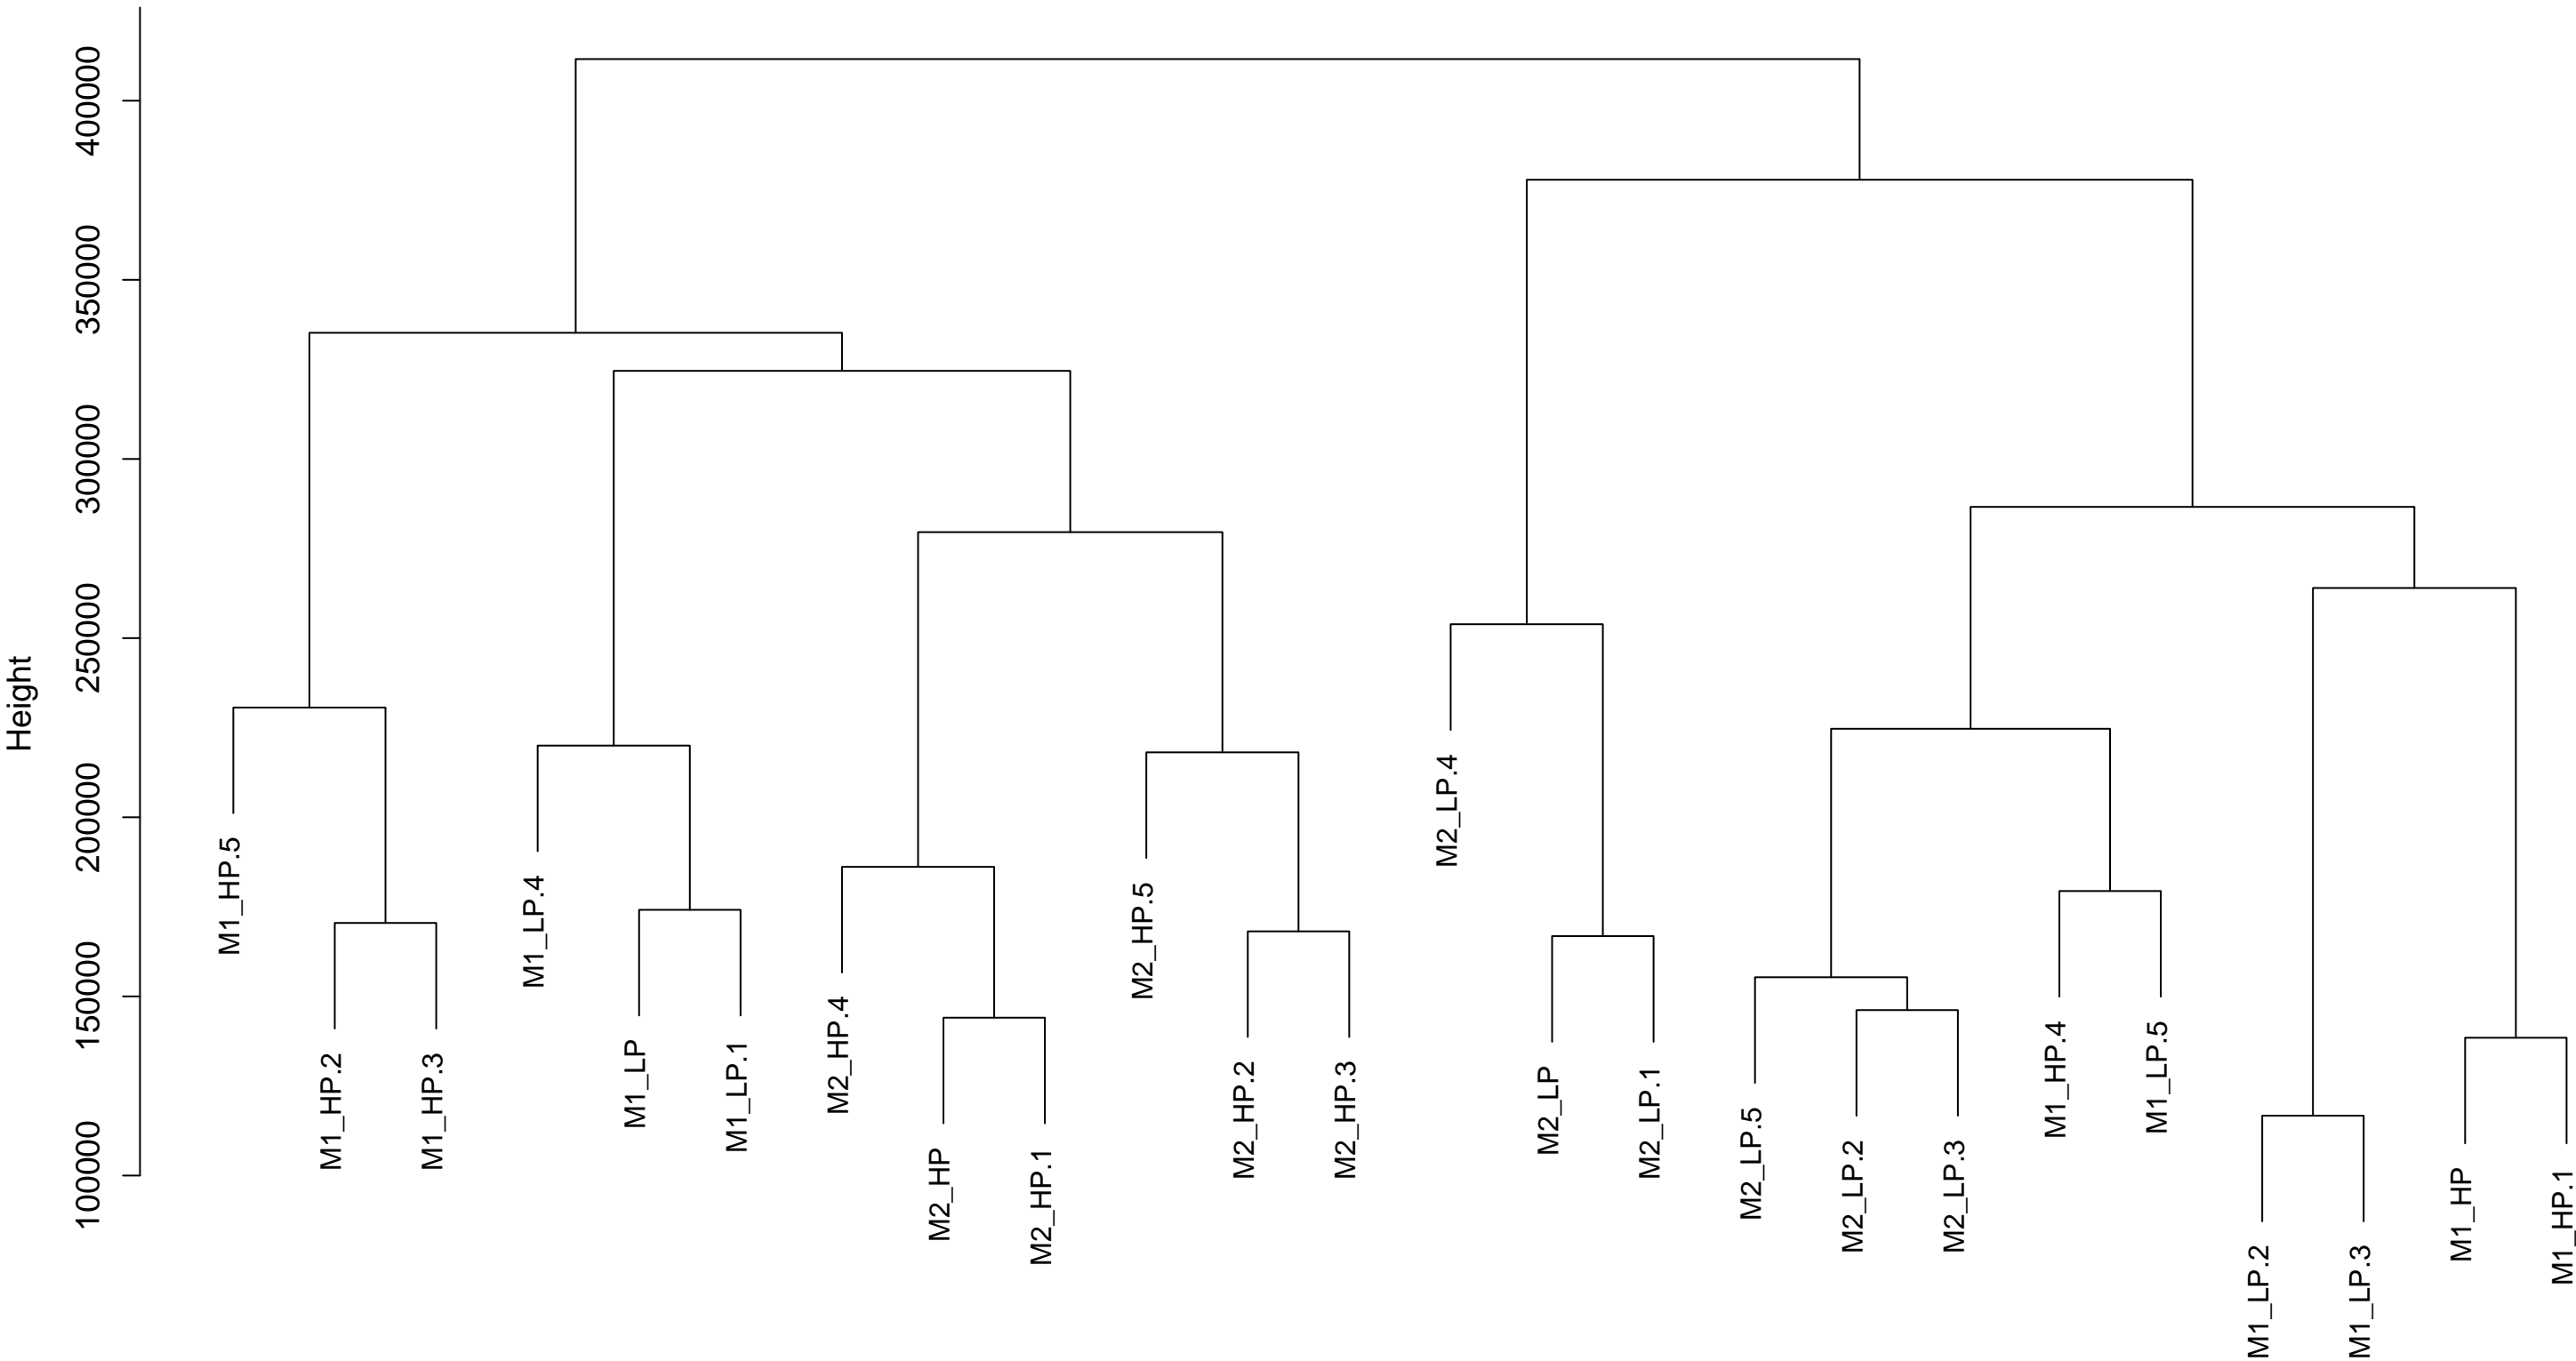 Height
400000
350000
300000
250000
200000
150000
100000
M1_HP.5
M1_HP.2
M1_HP.3
M1_LP.4
M1_LP
M1_LP.1
M2_HP.4
M2_HP
M2_HP.1
M2_HP.5
M2_HP.2
M2_HP.3
M2_LP.4
M2_LP
M2_LP.1
M2_LP.5
M2_LP.2
M2_LP.3
M1_HP.4
M1_LP.5
M1_LP.2
M1_LP.3
M1_HP
M1_HP.1